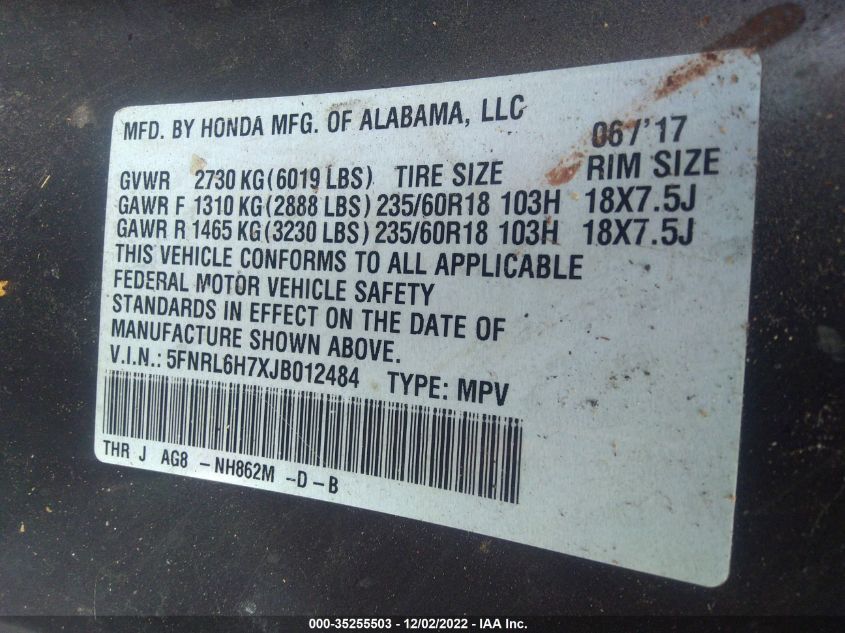 MFD. BY HONDA MFG. OF ALABAMA, LLC 06/'17
GVWR 2730 KG(6019 LBS) TIRE SIZE RIM SIZE
GAWR F 1310 KG(2888 LBS) 235/60R18 103H 18X7.5J
GAWR R 1465 KG(3230 LBS) 235/60R18 103H 18X7.5J
THIS VEHICLE CONFORMS TO ALL APPLICABLE
FEDERAL MOTOR VEHICLE SAFETY
STANDARDS IN EFFECT ON THE DATE OF
MANUFACTURE SHOWN ABOVE.
V.I.N.: 5FNRL6H7XJB012484 TYPE: MPV
THR J AG8 -NH862M -D-B
000-35255503 - 12/02/2022 - IAA Inc.